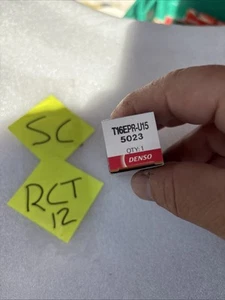 SC
RCT
12
T16EPR-U15
5023
QTY: 1
DENSO